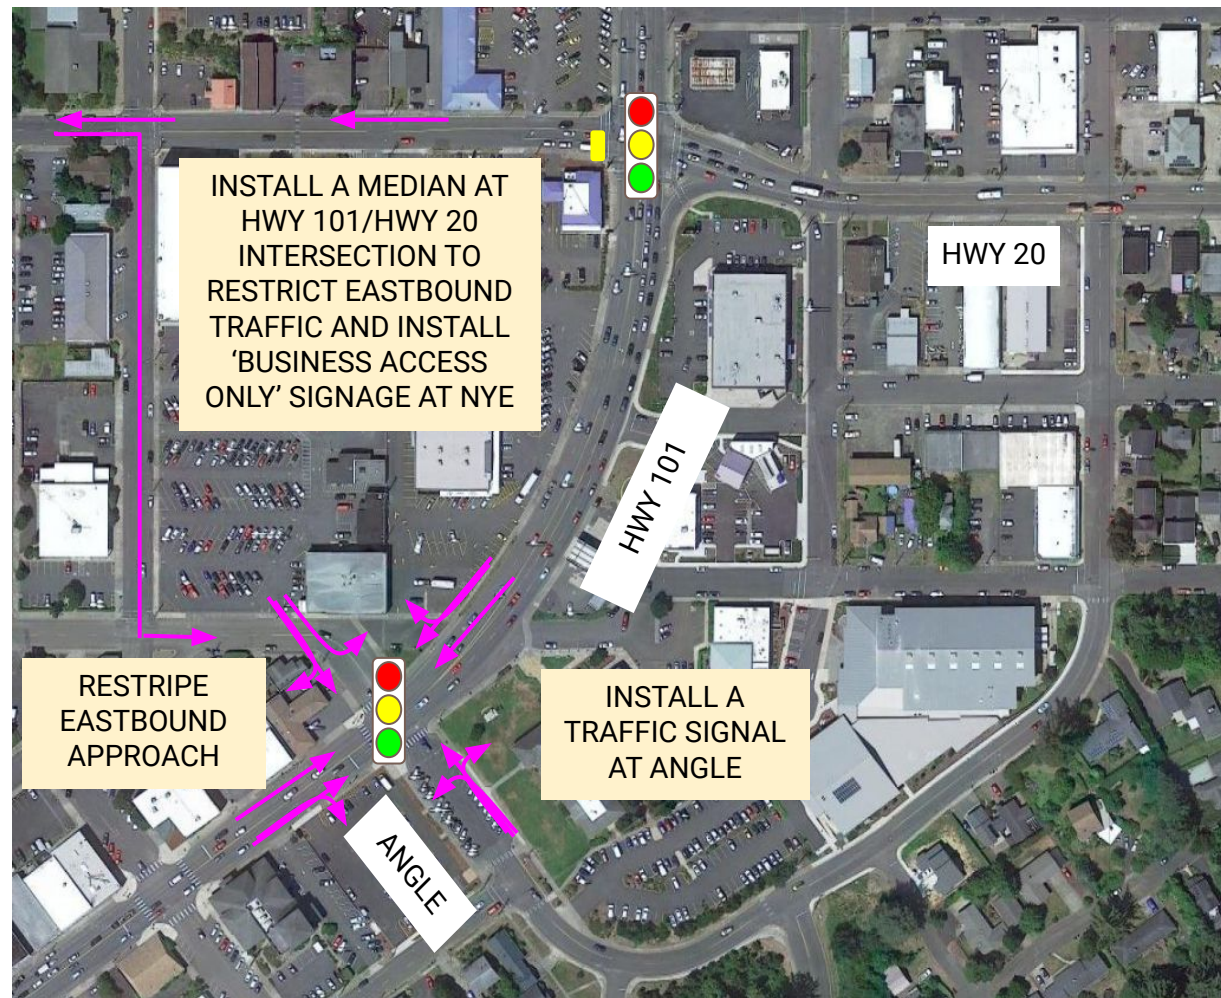 INSTALL A MEDIAN AT
HWY 101/HWY 20
INTERSECTION TO
RESTRICT EASTBOUND
TRAFFIC AND INSTALL
‘BUSINESS ACCESS
ONLY’ SIGNAGE AT NYE
HWY 20
HWY 101
RESTRIPE
EASTBOUND
APPROACH
INSTALL A
TRAFFIC SIGNAL
AT ANGLE
ANGLE